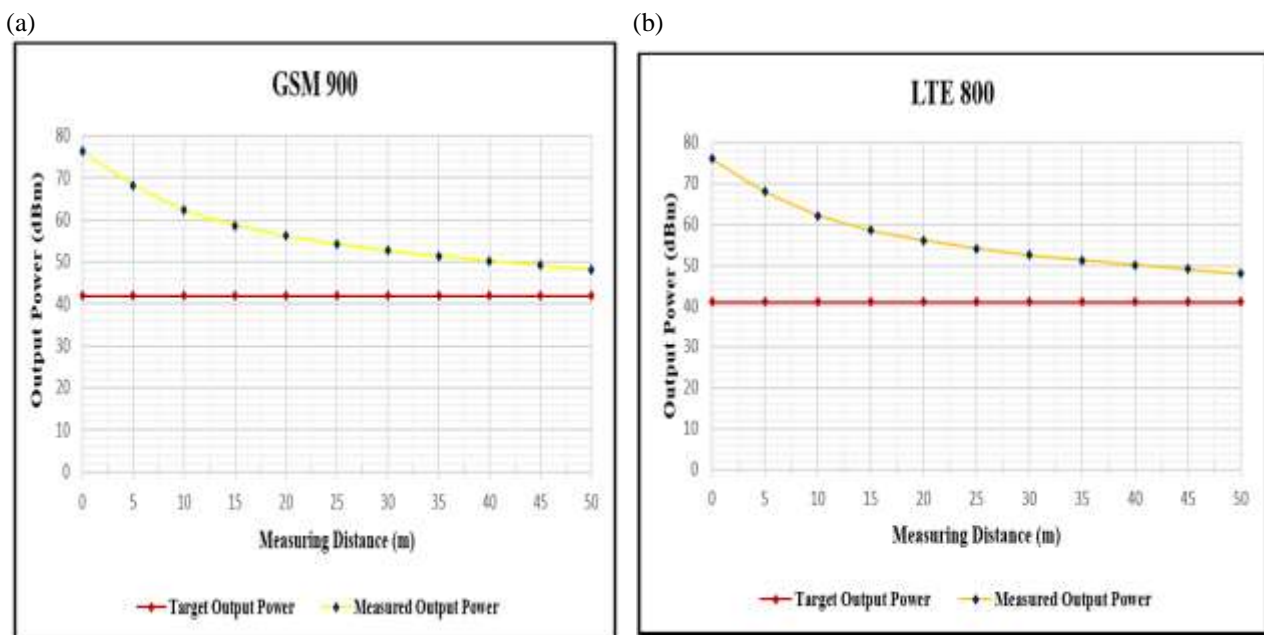 (a)
GSM 900
Output Power (dBm)
80
70
60
50
40
30
20
10
0
0 5 10 15 20 25 30 35 40 45 50
Measuring Distance (m)
Target Output Power Measured Output Power
(b)
LTE 800
Output Power (dBm)
80
70
60
50
40
30
20
10
0
0 5 10 15 20 25 30 35 40 45 50
Measuring Distance (m)
Target Output Power Measured Output Power